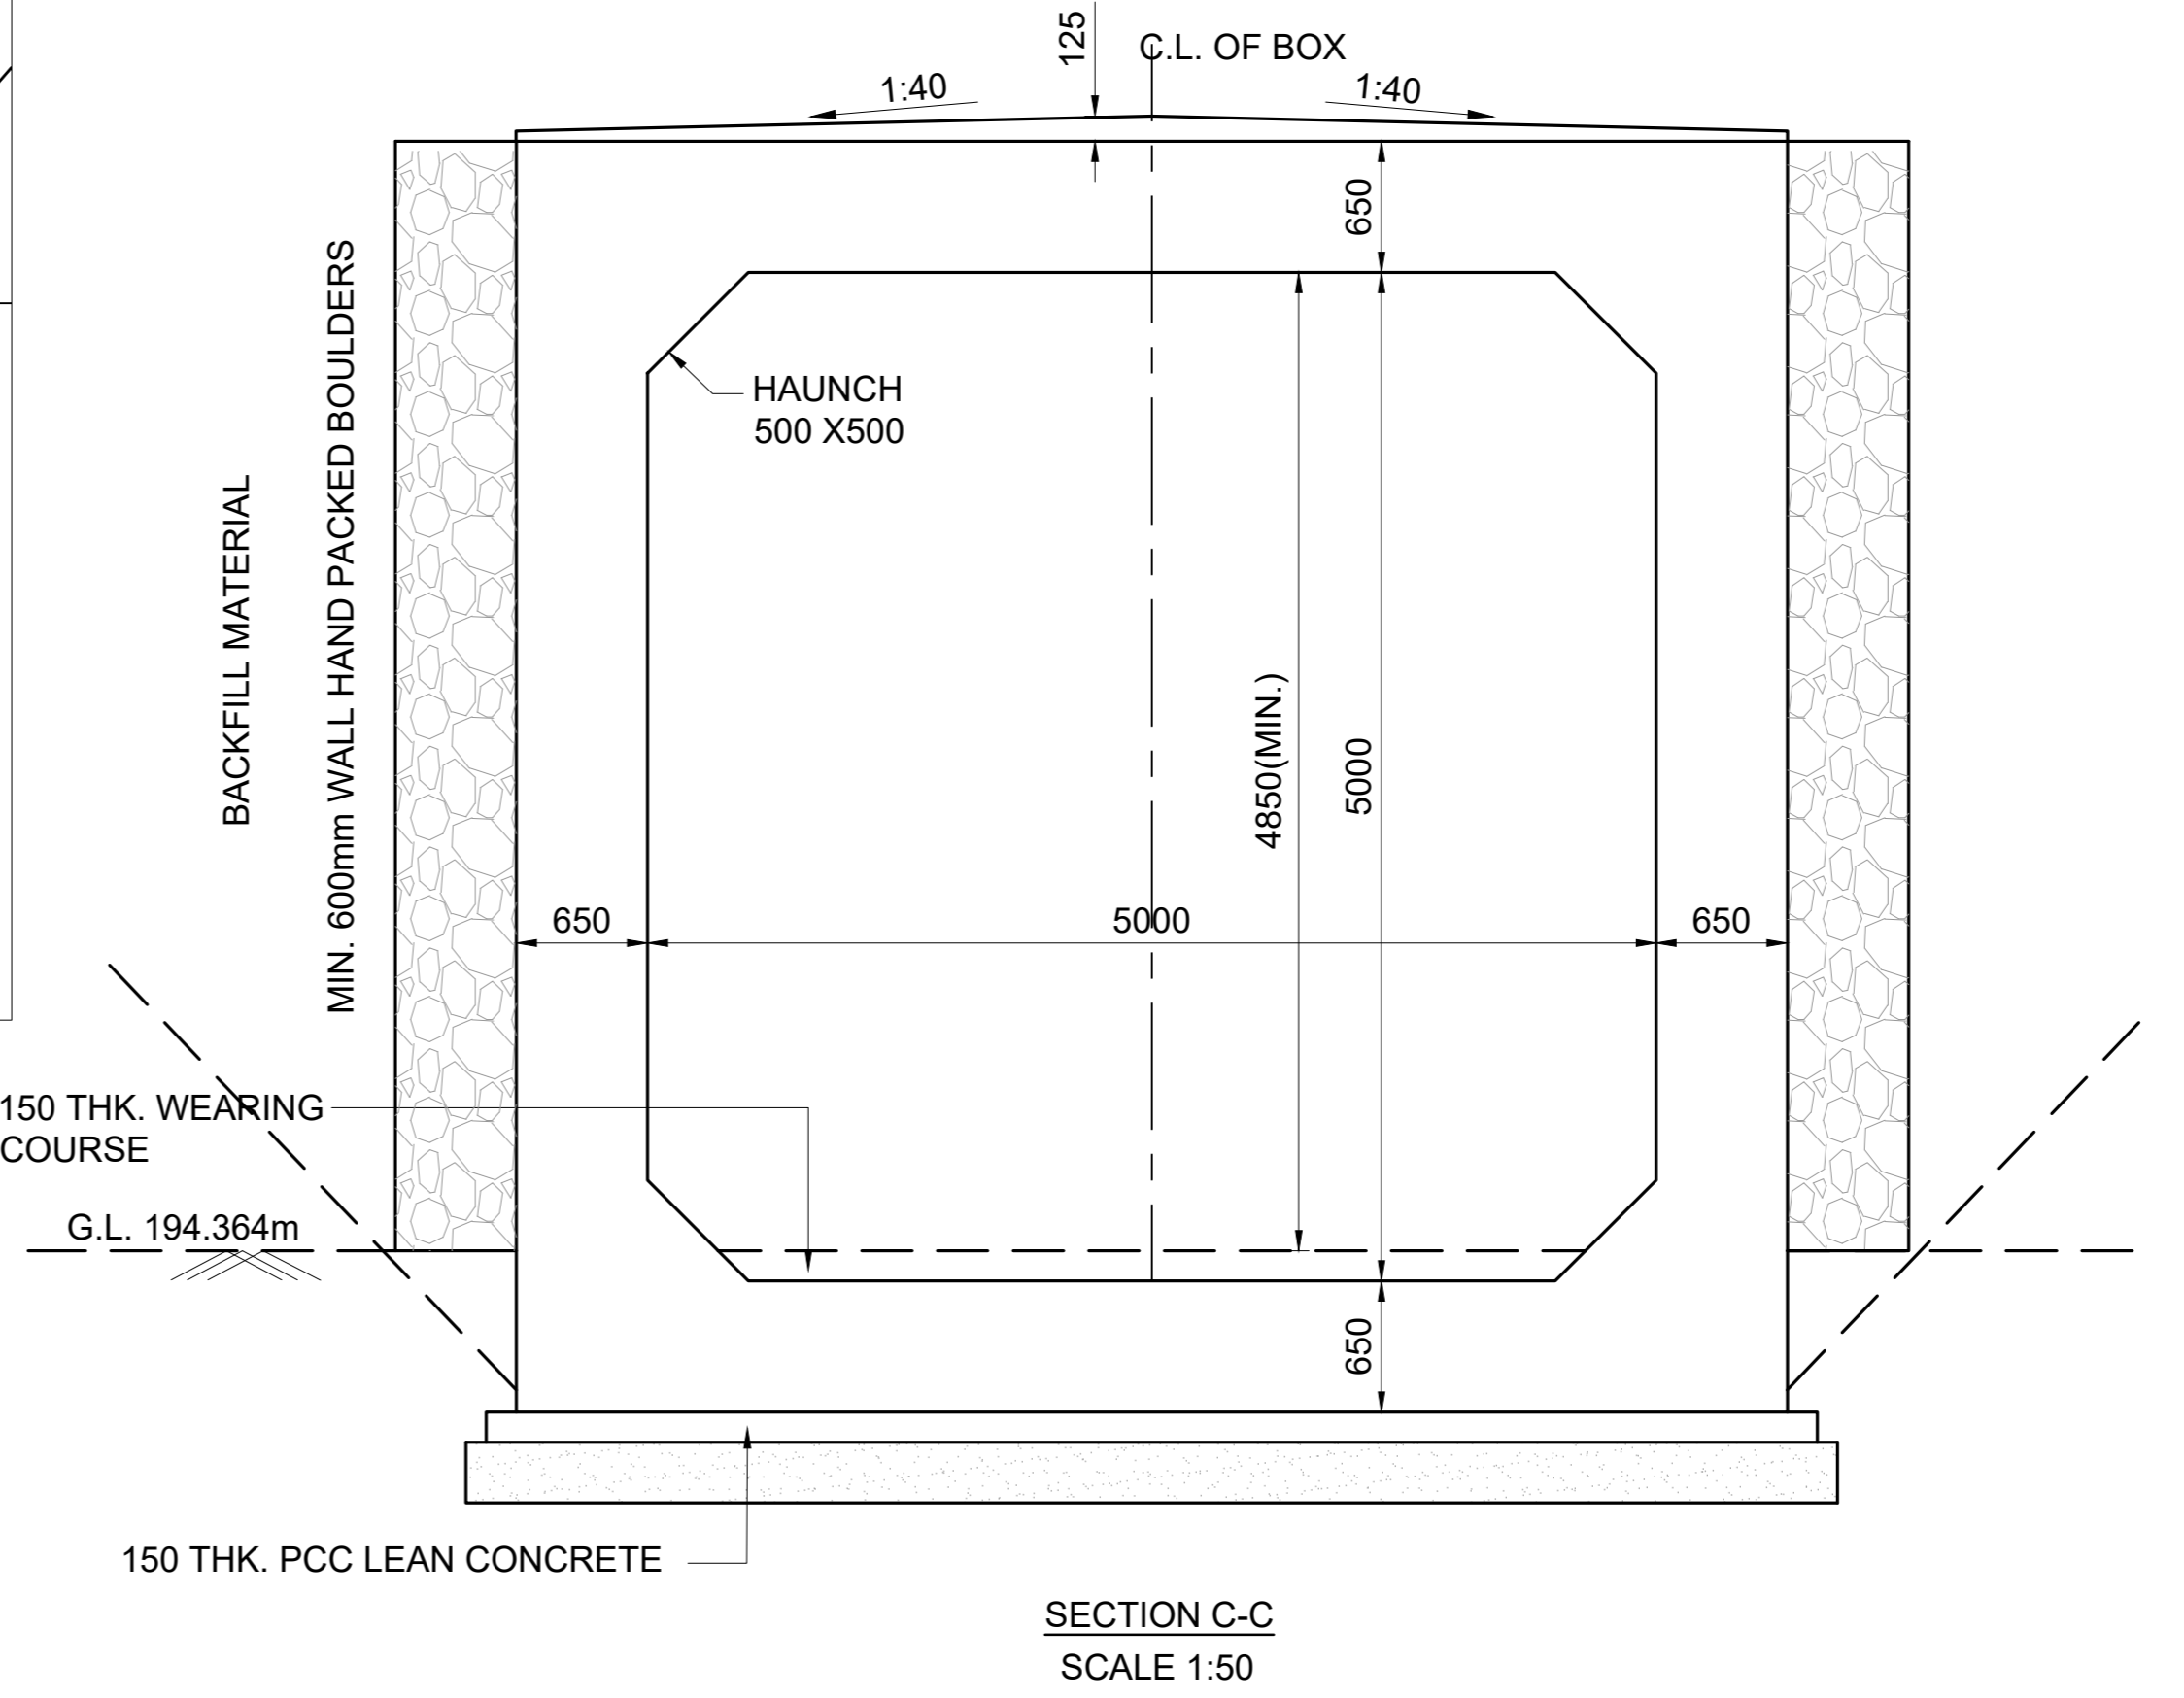 125
C.L. OF BOX
1:40
1:40
650
MIN. 600mm WALL HAND PACKED BOULDERS
BACKFILL MATERIAL
HAUNCH
500 X500
4850(MIN.)
5000
650
5000
650
150 THK. WEARING
COURSE
G.L. 194.364m
650
150 THK. PCC LEAN CONCRETE
SECTION C-C
SCALE 1:50